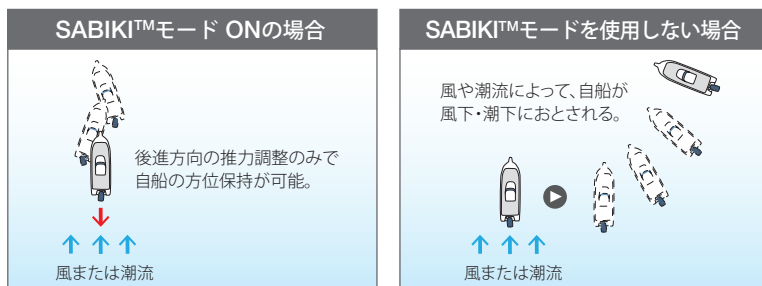 SABIKI™モード ONの場合
後進方向の推力調整のみで
自船の方位保持が可能。
風または潮流
SABIKI™モードを使用しない場合
風や潮流によって、自船が
風下・潮下におとされる。
風または潮流